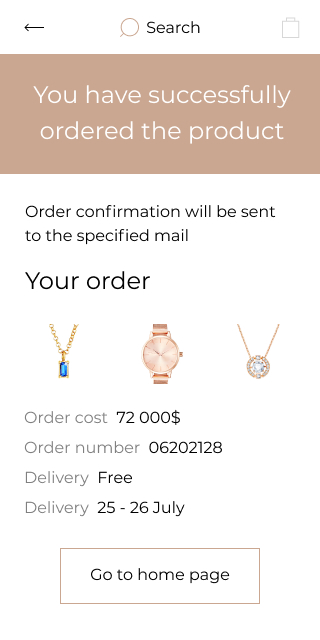 Search
You have successfully
ordered the product
Order confirmation will be sent
to the specified mail
Your order
Order cost 72 000$
Order number 06202128
Delivery Free
Delivery 25 - 26 July
Go to home page